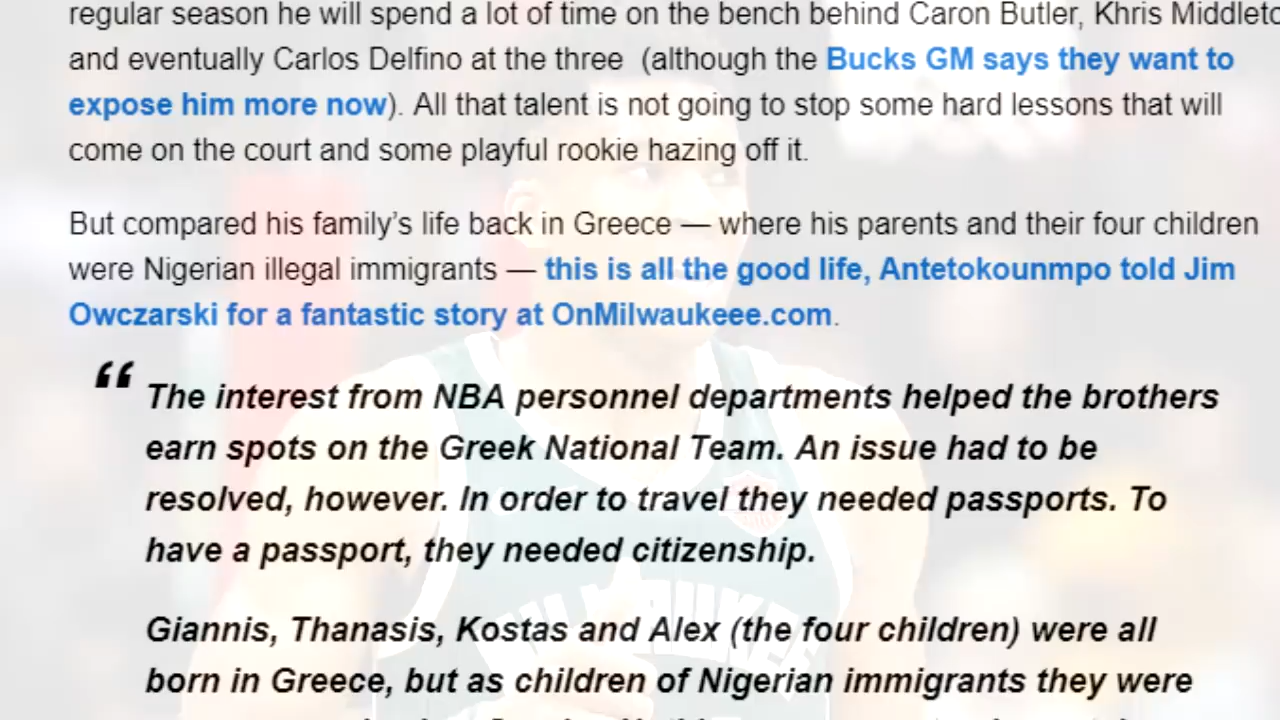 regular season he will spend a lot of time on the bench behind Caron Butler, Khris
and eventually Carlos Delfino at the three (although the Bucks GM says they want to
expose him more now). All that talent is not going to stop some hard lessons that will
come on the court and some playful rookie hazing off it.
But compared his family’s life back in Greece — where his parents and their four children
were Nigerian illegal immigrants — this is all the good life, Antetokounmpo told Jim
Owczarski for a fantastic story at OnMilwaukeee.com.
“ The interest from NBA personnel departments helped the brothers
earn spots on the Greek National Team. An issue had to be
resolved, however. In order to travel they needed passports. To
have a passport, they needed citizenship.
Giannis, Thanasis, Kostas and Alex (the four children) were all
born in Greece, but as children of Nigerian immigrants they were